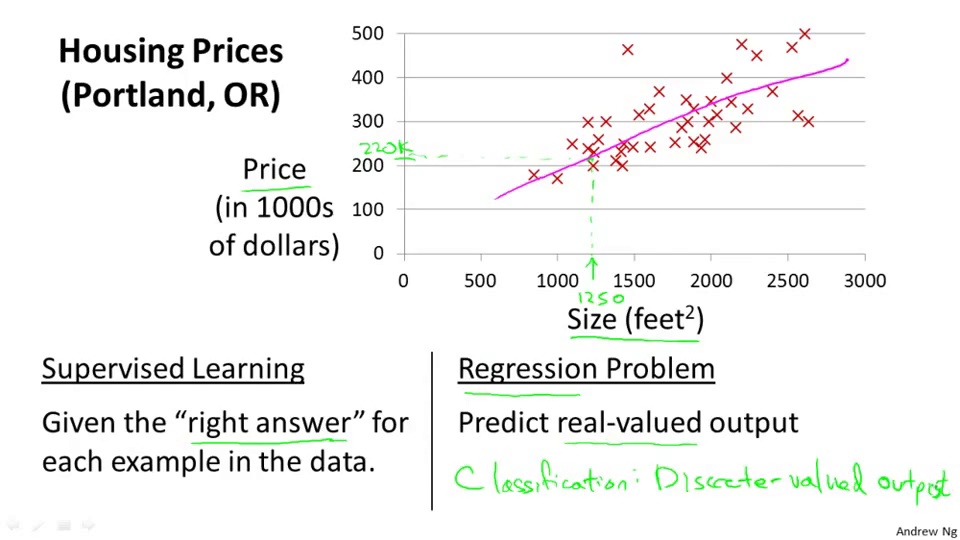 Housing Prices
(Portland, OR)
Price
(in 1000s
of dollars)
500
400
300
220K
200
100
0
0 500 1000 1500 2000 2500 3000
1250
Size (feet²)
Supervised Learning
Given the “right answer” for
each example in the data.
Regression Problem
Predict real-valued output
Classification: Discrete-valued output
Andrew Ng